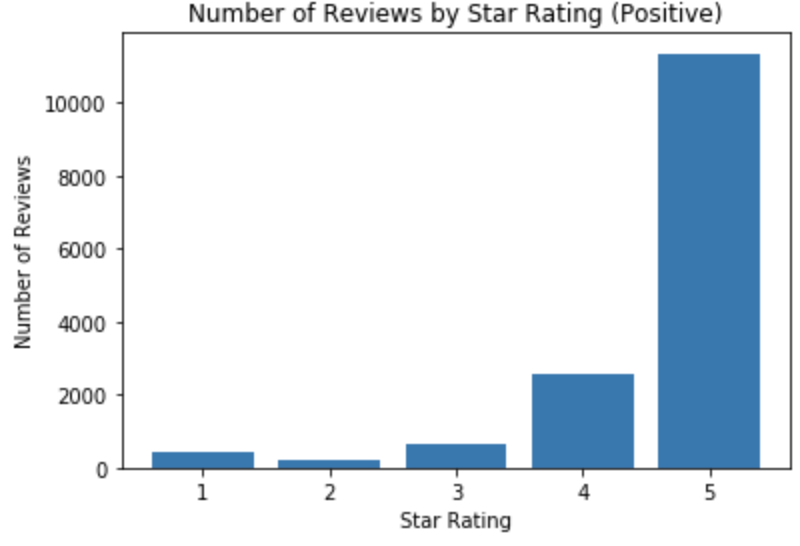 Number of Reviews by Star Rating (Positive)
Number of Reviews
10000
8000
6000
4000
2000
0
1 2 3 4 5
Star Rating